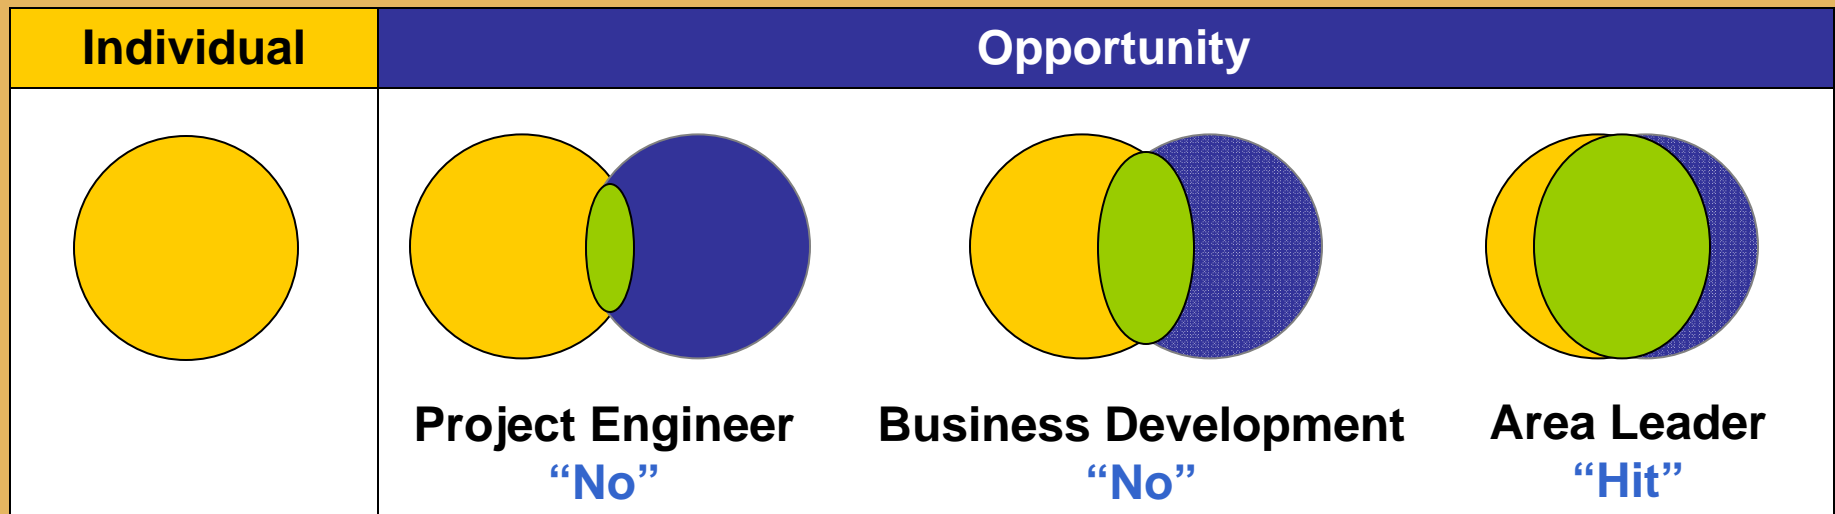 Individual
Opportunity
Project Engineer
“No”
Business Development
“No”
Area Leader
“Hit”